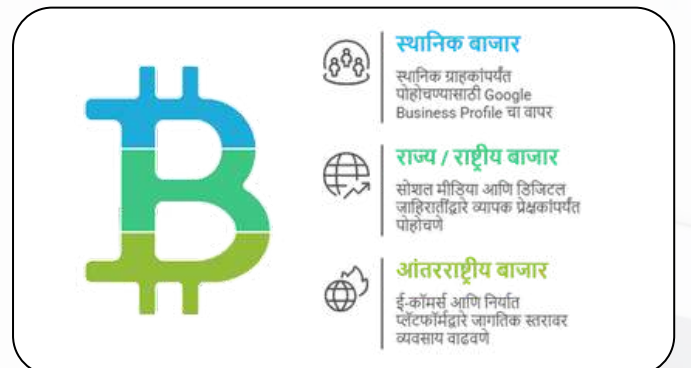 स्थानिक बाजार
स्थानिक ग्राहकांपर्यंत
पोहोचण्यासाठी Google
Business Profile चा वापर
राज्य / राष्ट्रीय बाजार
सोशल मीडिया आणि डिजिटल
जाहिरातींद्वारे व्यापक प्रेक्षकांपर्यंत
पोहोचणे
आंतरराष्ट्रीय बाजार
ई-कॉमर्स आणि निर्यात
प्लॅटफॉर्मद्वारे जागतिक स्तरावर
व्यवसाय वाढवणे